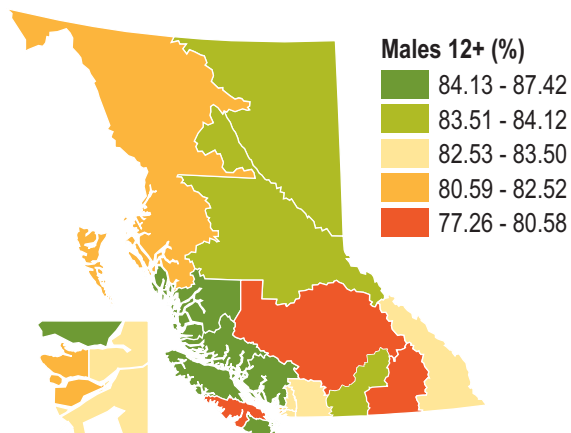 Males 12+ (%)
84.13 - 87.42
83.51 - 84.12
82.53 - 83.50
80.59 - 82.52
77.26 - 80.58